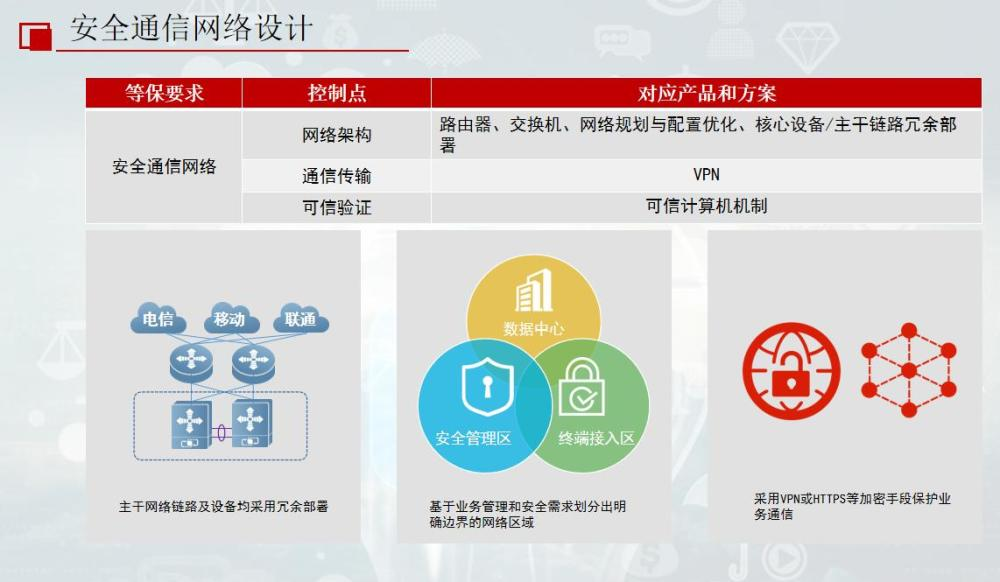 安全通信网络设计
等保要求
控制点
对应产品和方案
安全通信网络
网络架构
路由器、交换机、网络规划与配置优化、核心设备/主干链路冗余部
署
通信传输
VPN
可信验证
可信计算机机制
电信
移动
联通
主干网络链路及设备均采用冗余部署
数据中心
安全管理区
终端接入区
基于业务管理和安全需求划分出明
确边界的网络区域
采用VPN或HTTPS等加密手段保护业
务通信